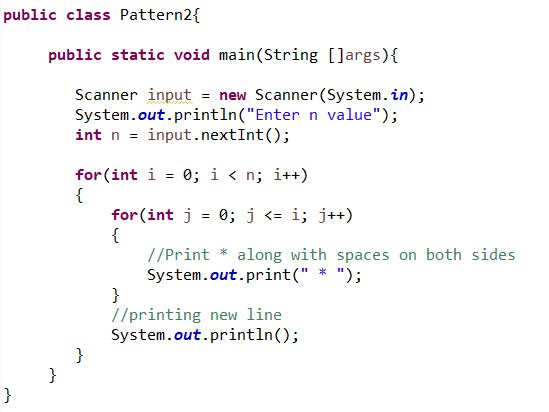 public class Pattern2{
public static void main(String []args){
Scanner input = new Scanner(System.in);
System.out.println("Enter n value");
int n = input.nextInt();
for(int i = 0; i < n; i++)
{
for(int j = 0; j <= i; j++)
{
//Print * along with spaces on both sides
System.out.print(" * ");
}
//printing new line
System.out.println();
}
}
}